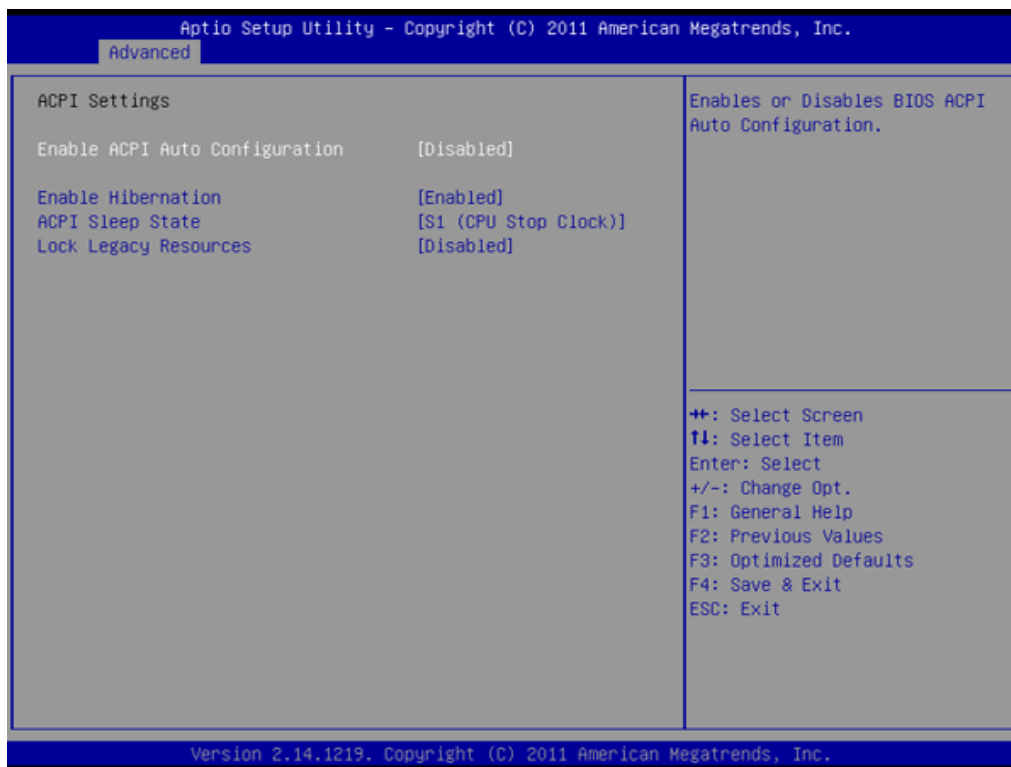 Aptio Setup Utility – Copyright (C) 2011 American Megatrends, Inc.
Advanced
ACPI Settings
Enable ACPI Auto Configuration [Disabled]
Enable Hibernation [Enabled]
ACPI Sleep State [S1 (CPU Stop Clock)]
Lock Legacy Resources [Disabled]
Enables or Disables BIOS ACPI
Auto Configuration.
→←: Select Screen
↑↓: Select Item
Enter: Select
+/-: Change Opt.
F1: General Help
F2: Previous Values
F3: Optimized Defaults
F4: Save & Exit
ESC: Exit
Version 2.14.1219. Copyright (C) 2011 American Megatrends, Inc.